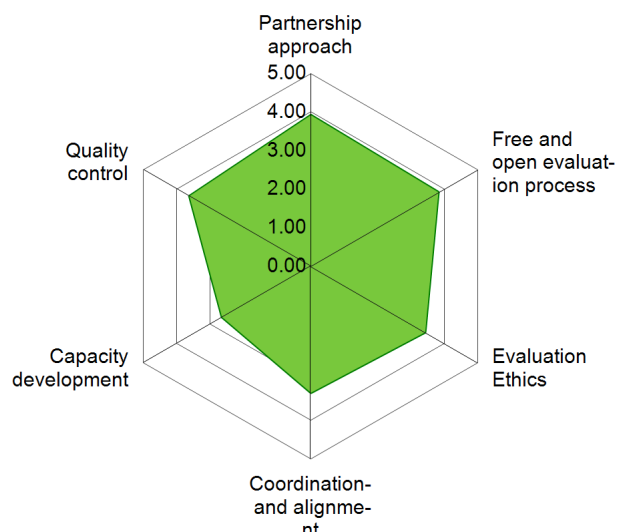 Partnership
approach
5.00
4.00
3.00
2.00
1.00
0.00
Free and
open evaluat-
ion process
Evaluation
Ethics
Coordination-
and alignme-
nt
Capacity
development
Quality
control